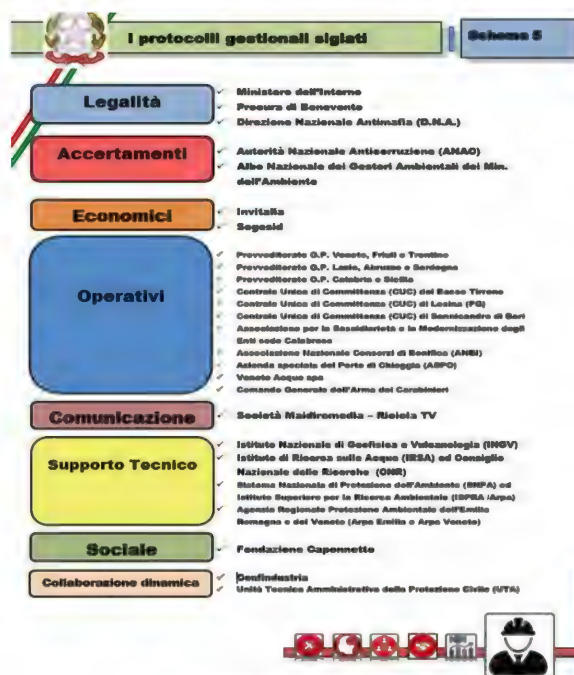 I protocolli gestionali siglati
Schema 5
Legalità
Ministero dell'Interno
Procura di Benevento
Direzione Nazionale Antimafia (D.N.A.)
Accertamenti
Autorità Nazionale Anticorruzione (ANAC)
Albo Nazionale dei Gestori Ambientali del Min.
dell'Ambiente
Economici
Invitalia
Sogesid
Operativi
Provveditorato O.P. Veneto, Friuli e Trentino
Provveditorato O.P. Lazio, Abruzzo e Sardegna
Provveditorato O.P. Calabria e Sicilia
Centrale Unica di Committenza (CUC) del Basso Tirreno
Centrale Unica di Committenza (CUC) di Lesina (FG)
Centrale Unica di Committenza (CUC) di Sannicandro di Bari
Associazione per la Sussidiarietà e la Modernizzazione degli
Enti sede Calabrese
Associazione Nazionale Consorzi di Bonifica (ANBI)
Azienda speciale del Porto di Chioggia (ASPO)
Veneto Acque spa
Comando Generale dell'Arma dei Carabinieri
Comunicazione
Società Maidiromedia – Rieiola TV
Supporto Tecnico
Istituto Nazionale di Geofisica e Vulcanologia (INGV)
Istituto di Ricerca sulle Acque (IRSA) ed Consiglio
Nazionale delle Ricerche (CNR)
Sistema Nazionale di Protezione dell'Ambiente (SNPA) ed
Istituto Superiore per la Ricerca Ambientale (ISPRA /Arpa)
Agenzia Regionale Protezione Ambientale dell'Emilia
Romagna e del Veneto (Arpa Emilia e Arpa Veneto)
Sociale
Fondazione Caponnetto
Collaborazione dinamica
Confindustria
Unità Tecnica Amministrativa della Protezione Civile (UTA)